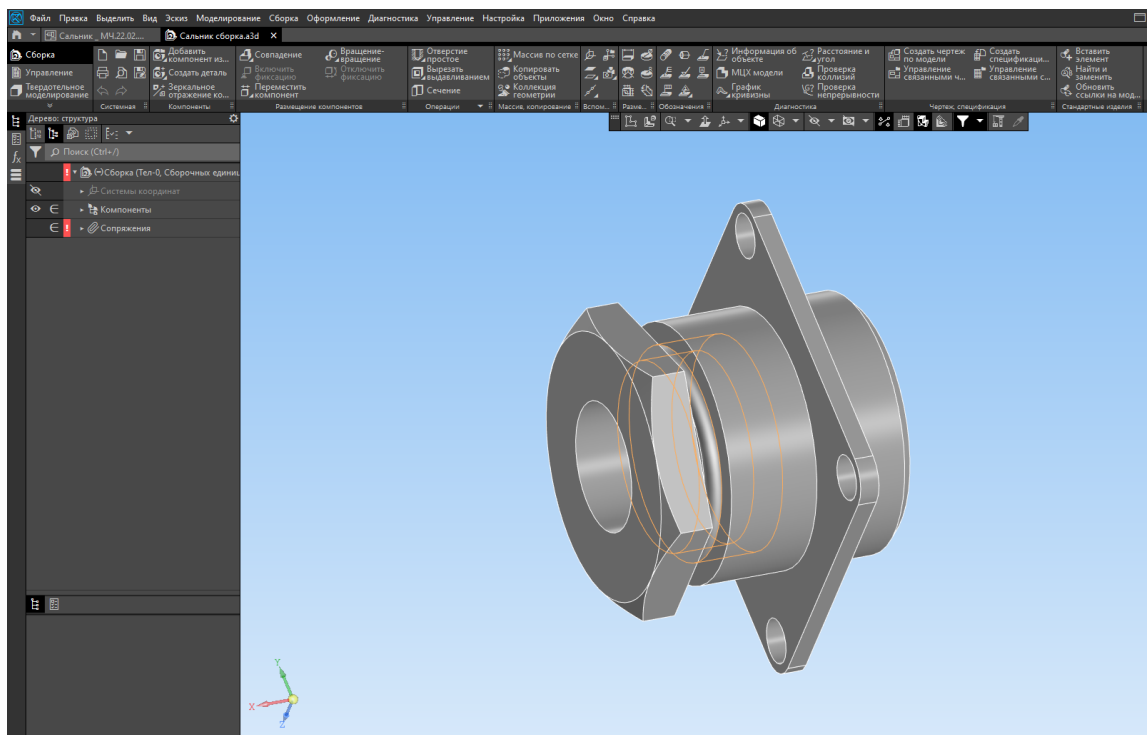 Файл Правка Выделить Вид Эскиз Моделирование Сборка Оформление Диагностика Управление Настройка Приложения Окно Справка
Сальник _ МЧ.22.02....
Сальник сборка.a3d ×
Сборка
Управление
Твердотельное моделирование
Системная
Добавить компонент из...
Создать деталь
Зеркальное отражение ко...
Компоненты
Совпадение
Включить фиксацию
Переместить компонент
Вращение-вращение
Отключить фиксацию
Размещение компонентов
Отверстие простое
Вырезать выдавливанием
Сечение
Операции
Массив по сетке
Копировать объекты
Коллекция геометрии
Массив, копирование
Вспом...
Разме...
Обозначения
Информация об объекте
МЦХ модели
График кривизны
Расстояние и угол
Проверка коллизий
Проверка непрерывности
Диагностика
Создать чертеж по модели
Управление связанными ч...
Создать спецификаци...
Управление связанными с...
Чертеж, спецификация
Вставить элемент
Найти и заменить
Обновить ссылки на мод...
Стандартные изделия
Дерево: структура
Поиск (Ctrl+/)
(-)Сборка (Тел-0, Сборочных единиц
Системы координат
Компоненты
Сопряжения
Y
X
Z